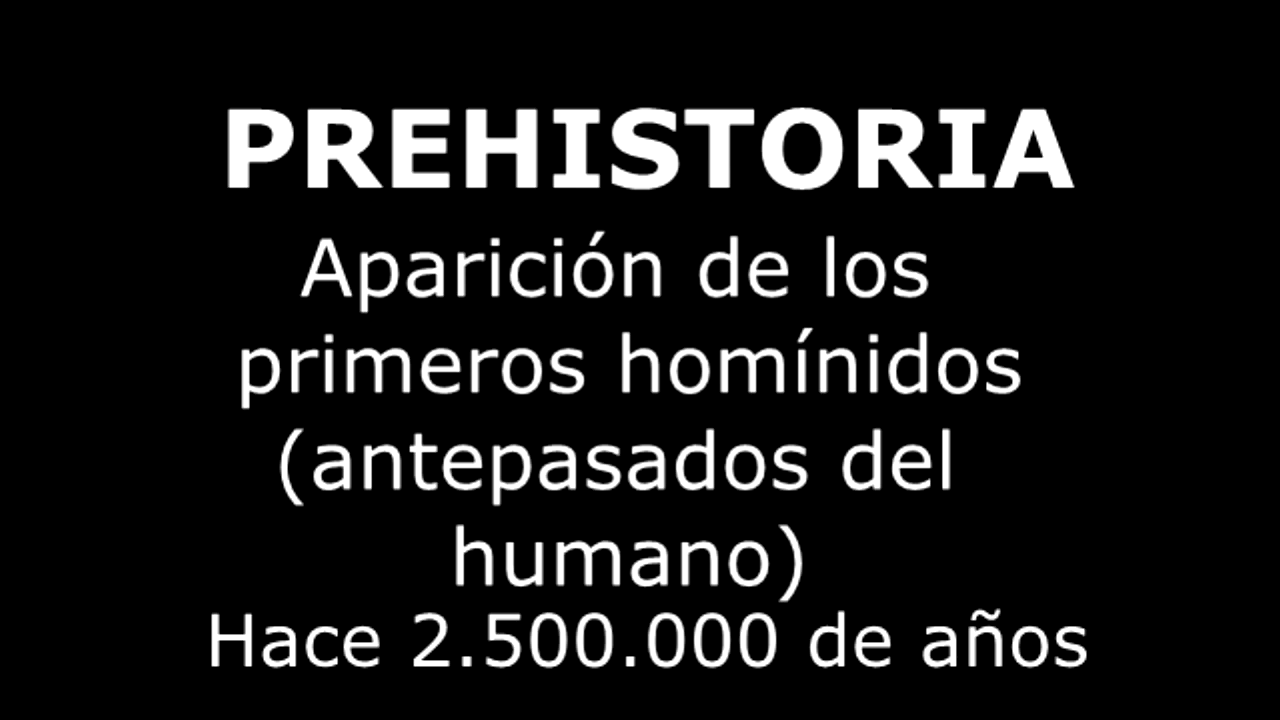 PREHISTORIA
Aparición de los
primeros homínidos
(antepasados del
humano)
Hace 2.500.000 de años